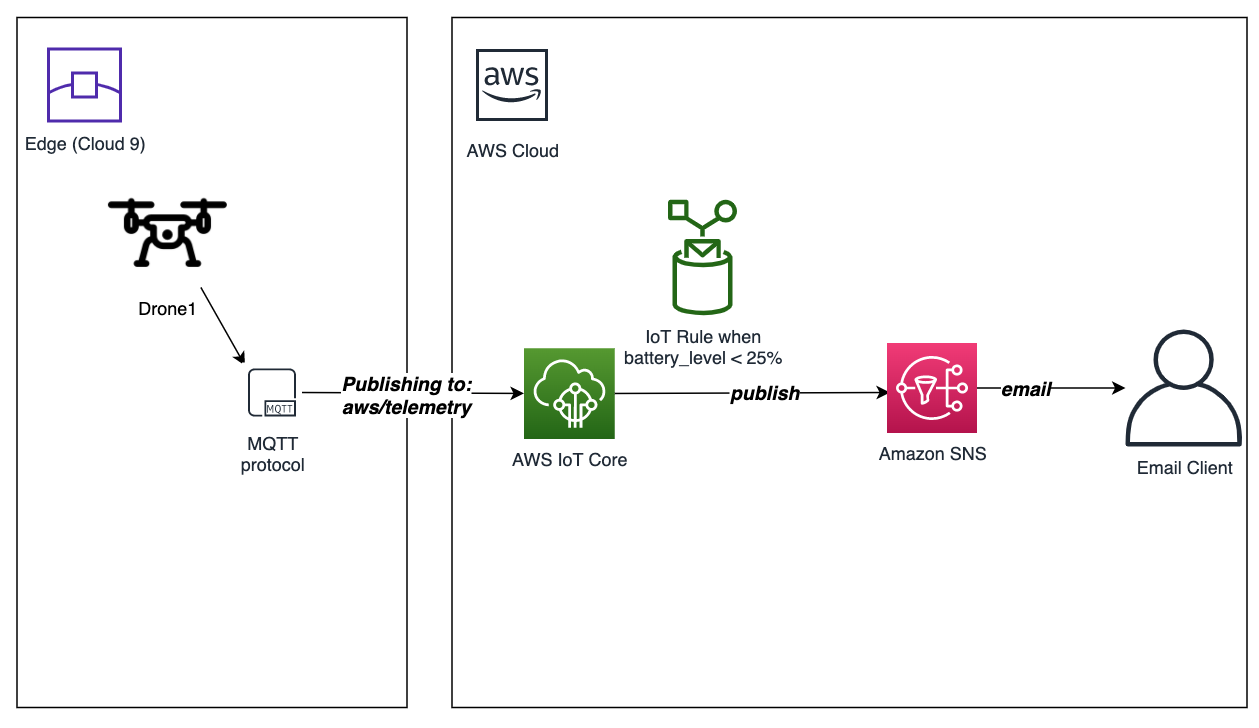 Edge (Cloud 9)
aws
AWS Cloud
Drone1
IoT Rule when
battery_level < 25%
Publishing to:
aws/telemetry
publish
email
MQTT
MQTT
protocol
AWS IoT Core
Amazon SNS
Email Client